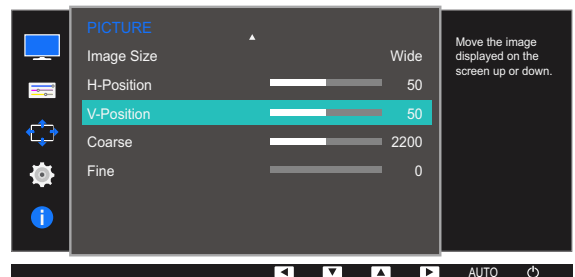 PICTURE
Image Size Wide
H-Position 50
V-Position 50
Coarse 2200
Fine 0
Move the image
displayed on the
screen up or down.
AUTO